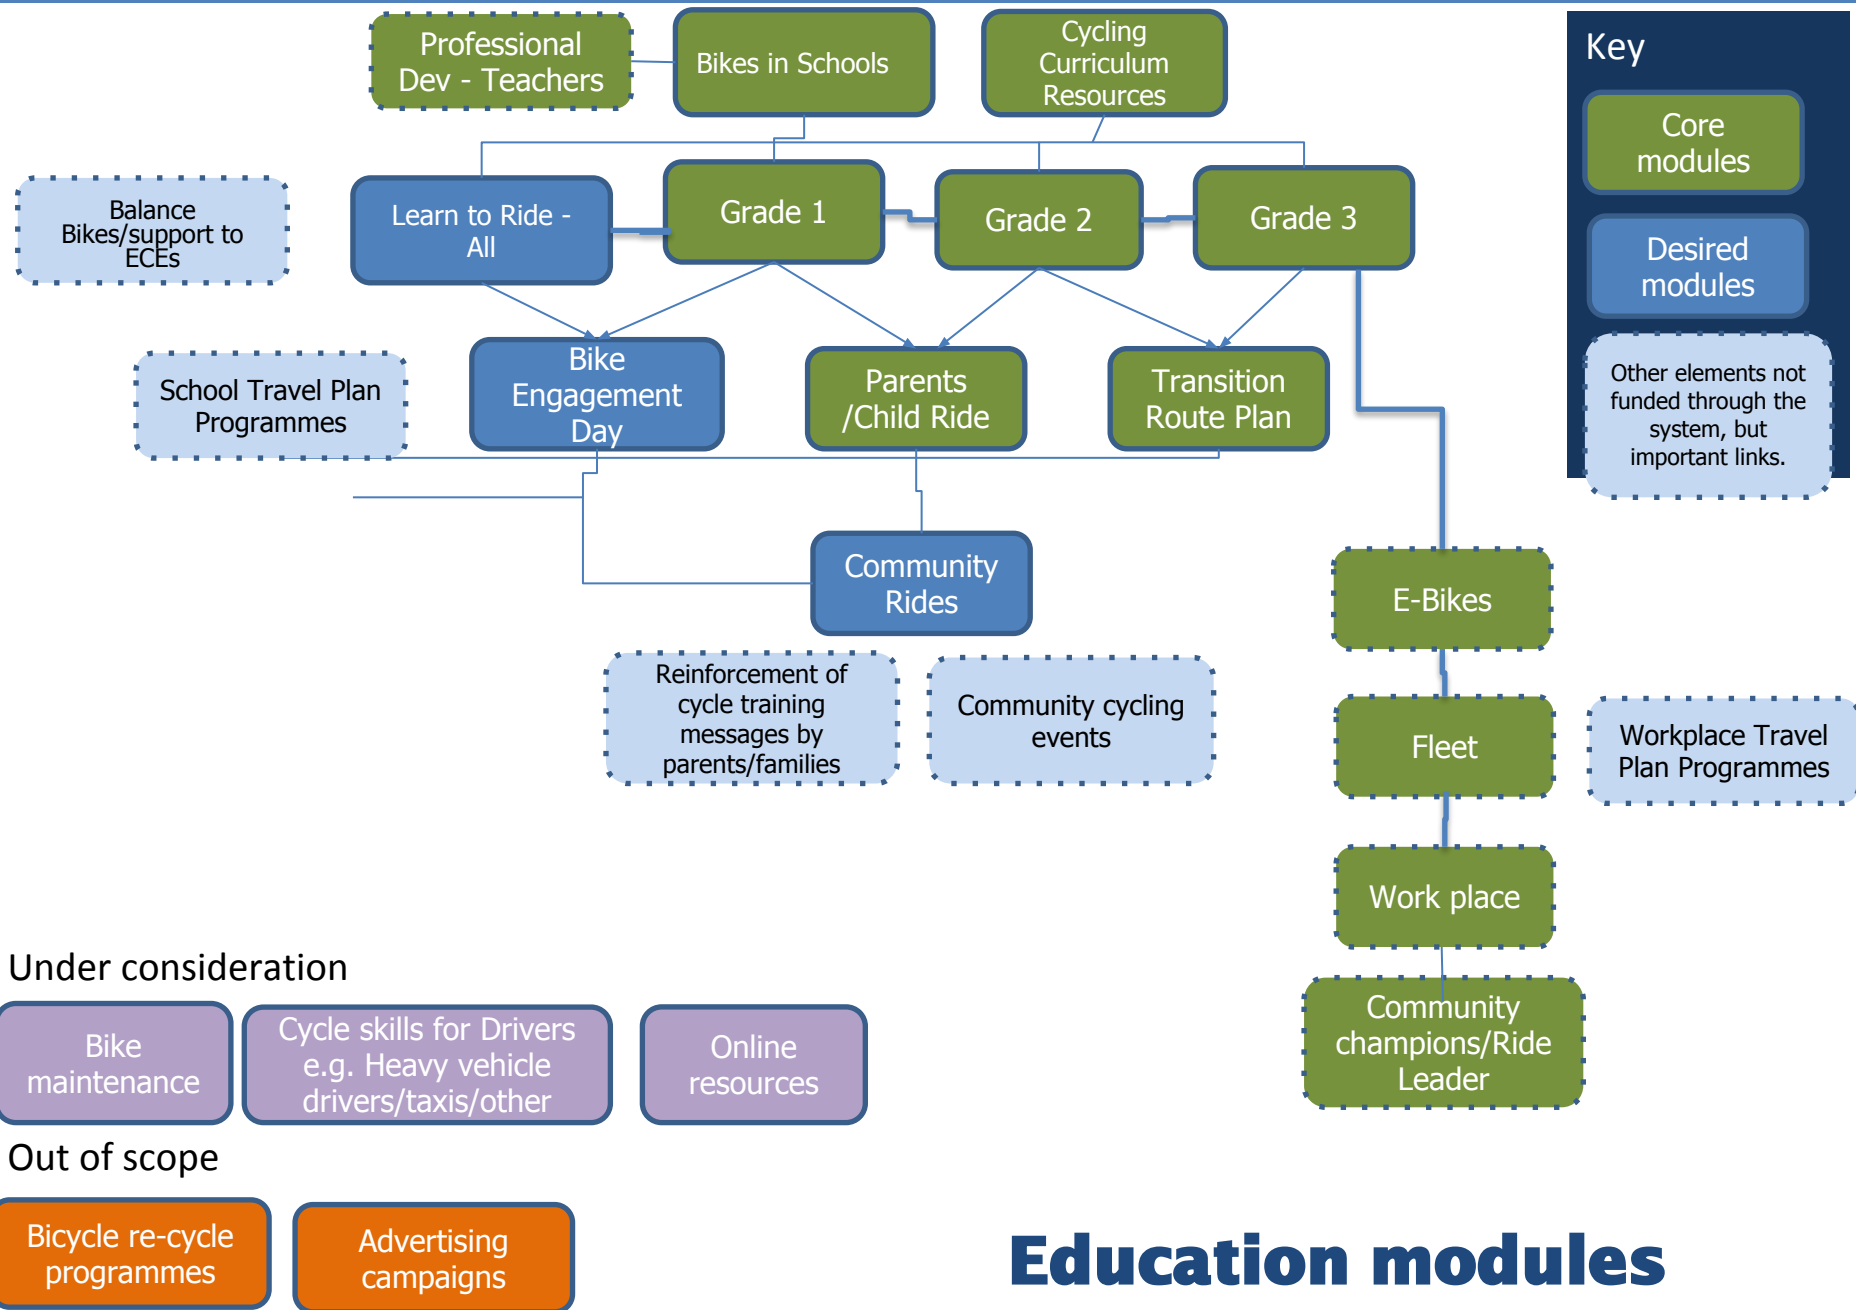 Professional
Dev - Teachers
Bikes in Schools
Cycling
Curriculum
Resources
Key
Core
modules
Desired
modules
Other elements not
funded through the
system, but
important links.
Balance
Bikes/support to
ECEs
Learn to Ride -
All
Grade 1
Grade 2
Grade 3
School Travel Plan
Programmes
Bike
Engagement
Day
Parents
/Child Ride
Transition
Route Plan
Community
Rides
E-Bikes
Reinforcement of
cycle training
messages by
parents/families
Community cycling
events
Fleet
Workplace Travel
Plan Programmes
Work place
Community
champions/Ride
Leader
Under consideration
Bike
maintenance
Cycle skills for Drivers
e.g. Heavy vehicle
drivers/taxis/other
Online
resources
Out of scope
Bicycle re-cycle
programmes
Advertising
campaigns
Education modules